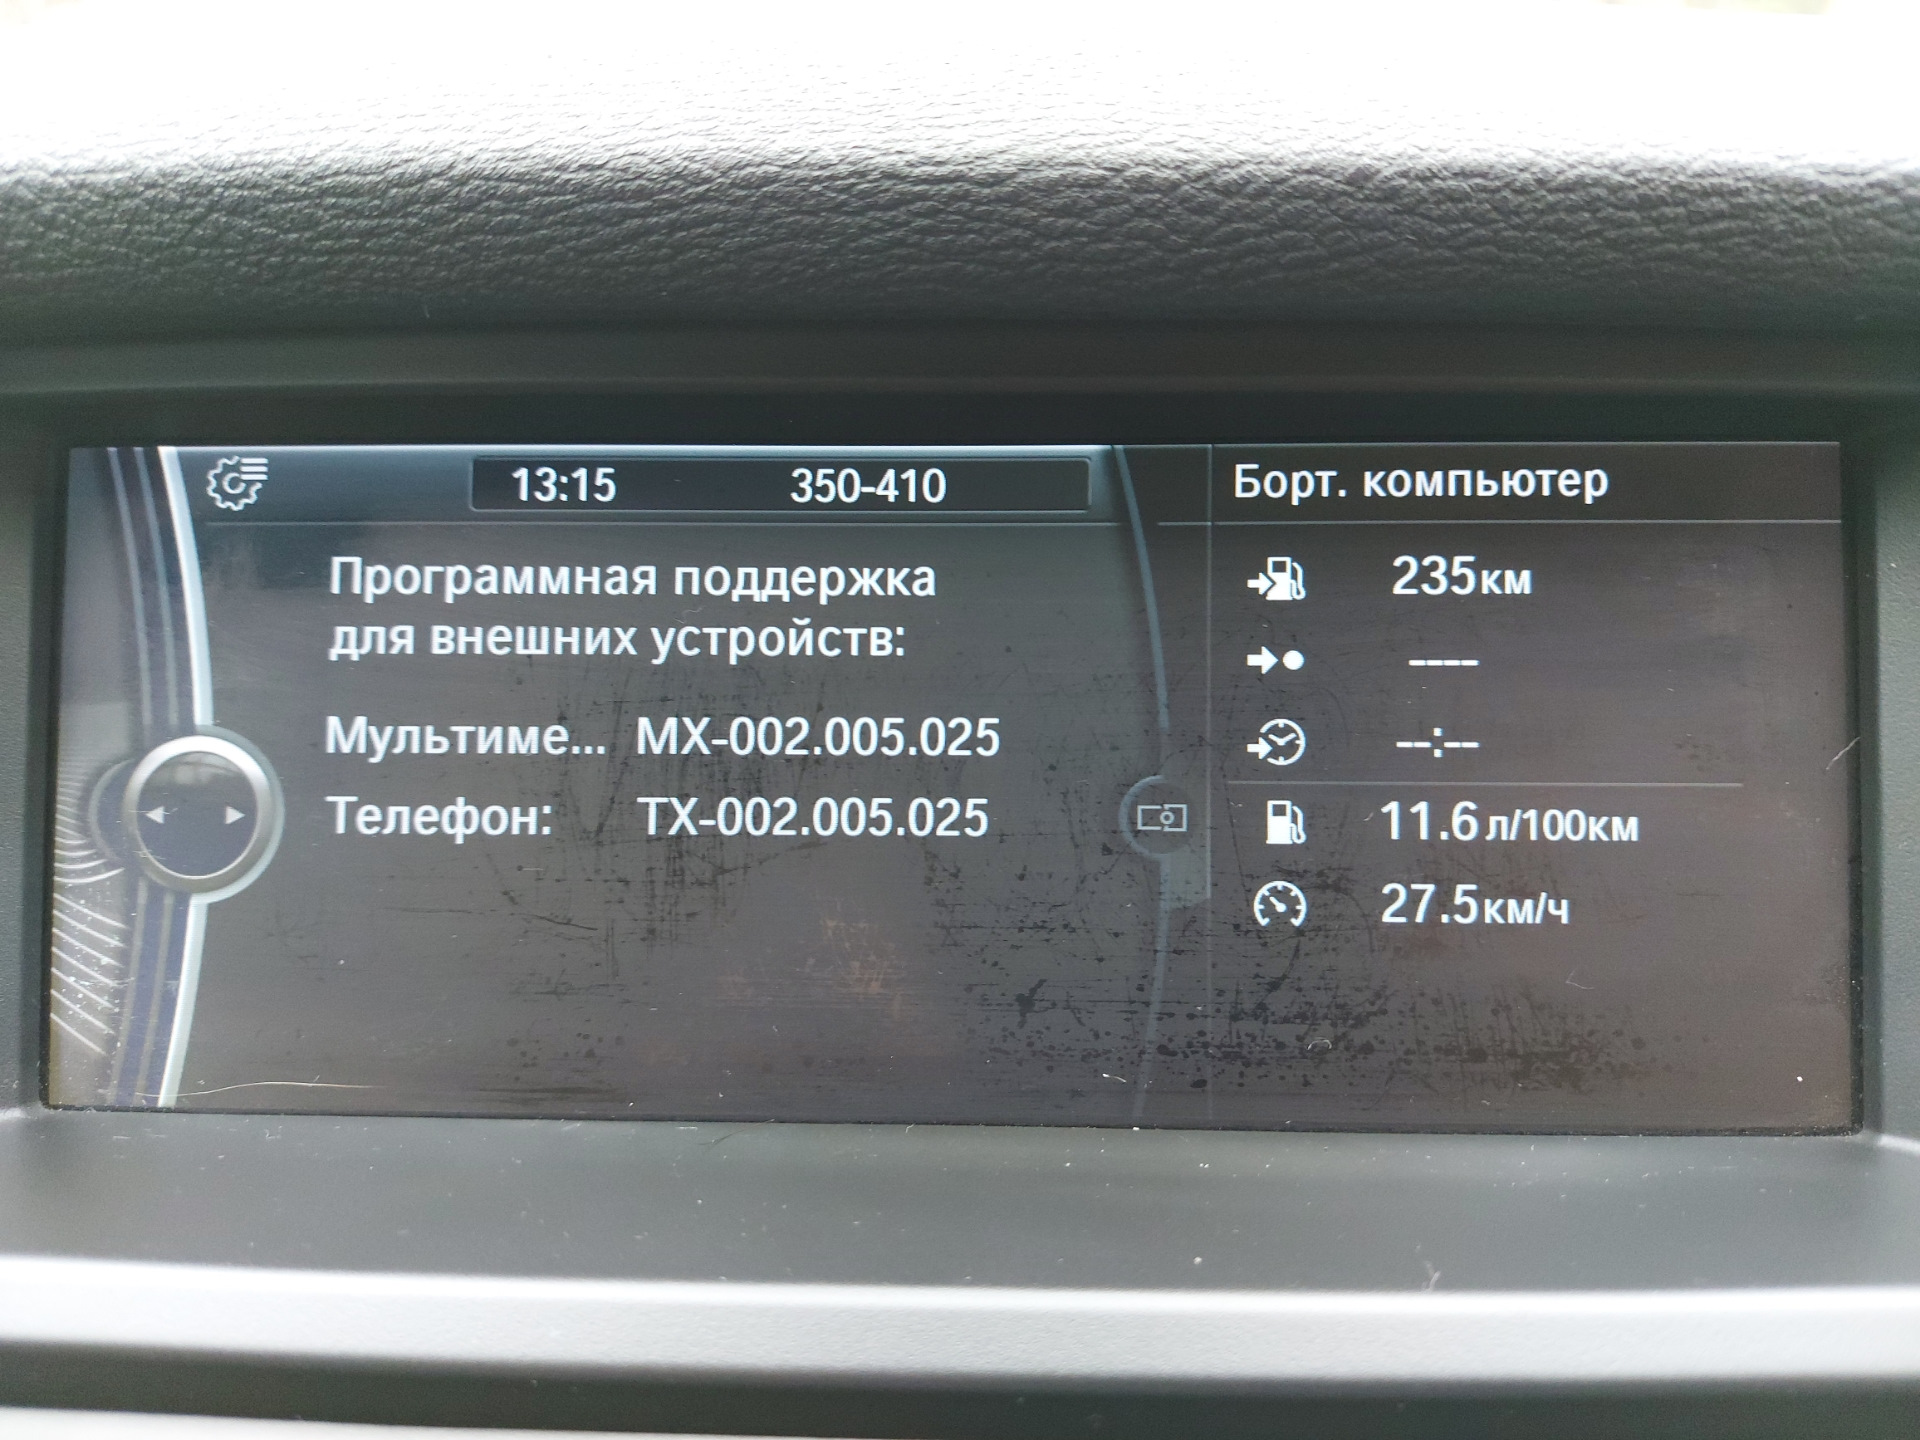 13:15 350-410
Программная поддержка
для внешних устройств:
Мультиме... MX-002.005.025
Телефон: TX-002.005.025
Борт. компьютер
235км
----
--:--
11.6л/100км
27.5км/ч